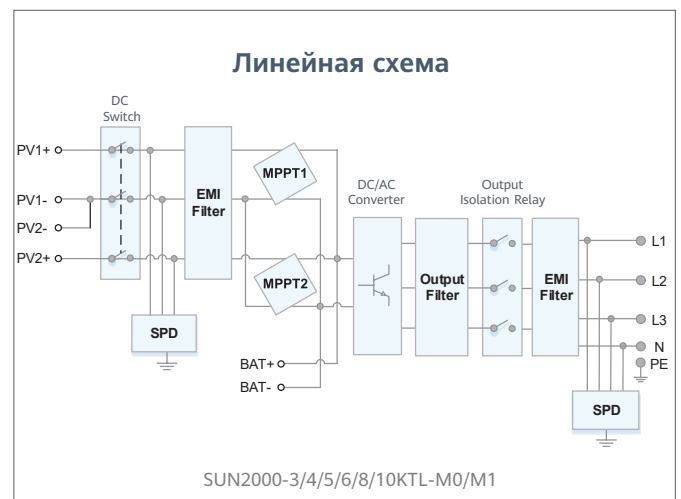 Линейная схема
DC
Switch
PV1+
PV1-
PV2-
PV2+
EMI
Filter
MPPT1
MPPT2
SPD
BAT+
BAT-
DC/AC
Converter
Output
Filter
Output
Isolation Relay
EMI
Filter
L1
L2
L3
N
PE
SPD
SUN2000-3/4/5/6/8/10KTL-M0/M1